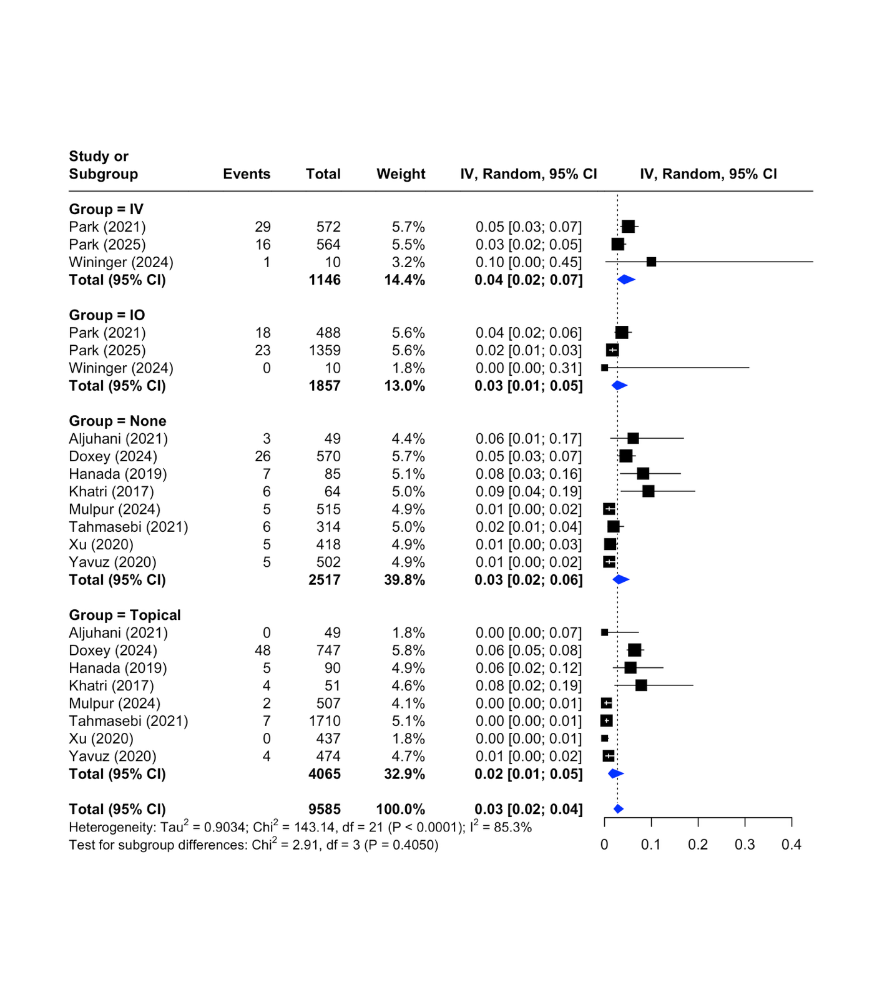 Study or
Subgroup Events Total Weight IV, Random, 95% CI IV, Random, 95% CI
Group = IV
Park (2021) 29 572 5.7% 0.05 [0.03; 0.07]
Park (2025) 16 564 5.5% 0.03 [0.02; 0.05]
Wininger (2024) 1 10 3.2% 0.10 [0.00; 0.45]
Total (95% CI) 1146 14.4% 0.04 [0.02; 0.07]
Group = IO
Park (2021) 18 488 5.6% 0.04 [0.02; 0.06]
Park (2025) 23 1359 5.6% 0.02 [0.01; 0.03]
Wininger (2024) 0 10 1.8% 0.00 [0.00; 0.31]
Total (95% CI) 1857 13.0% 0.03 [0.01; 0.05]
Group = None
Aljuhani (2021) 3 49 4.4% 0.06 [0.01; 0.17]
Doxey (2024) 26 570 5.7% 0.05 [0.03; 0.07]
Hanada (2019) 7 85 5.1% 0.08 [0.03; 0.16]
Khatri (2017) 6 64 5.0% 0.09 [0.04; 0.19]
Mulpur (2024) 5 515 4.9% 0.01 [0.00; 0.02]
Tahmasebi (2021) 6 314 5.0% 0.02 [0.01; 0.04]
Xu (2020) 5 418 4.9% 0.01 [0.00; 0.03]
Yavuz (2020) 5 502 4.9% 0.01 [0.00; 0.02]
Total (95% CI) 2517 39.8% 0.03 [0.02; 0.06]
Group = Topical
Aljuhani (2021) 0 49 1.8% 0.00 [0.00; 0.07]
Doxey (2024) 48 747 5.8% 0.06 [0.05; 0.08]
Hanada (2019) 5 90 4.9% 0.06 [0.02; 0.12]
Khatri (2017) 4 51 4.6% 0.08 [0.02; 0.19]
Mulpur (2024) 2 507 4.1% 0.00 [0.00; 0.01]
Tahmasebi (2021) 7 1710 5.1% 0.00 [0.00; 0.01]
Xu (2020) 0 437 1.8% 0.00 [0.00; 0.01]
Yavuz (2020) 4 474 4.7% 0.01 [0.00; 0.02]
Total (95% CI) 4065 32.9% 0.02 [0.01; 0.05]
Total (95% CI) 9585 100.0% 0.03 [0.02; 0.04]
Heterogeneity: Tau² = 0.9034; Chi² = 143.14, df = 21 (P < 0.0001); I² = 85.3%
Test for subgroup differences: Chi² = 2.91, df = 3 (P = 0.4050)
0 0.1 0.2 0.3 0.4